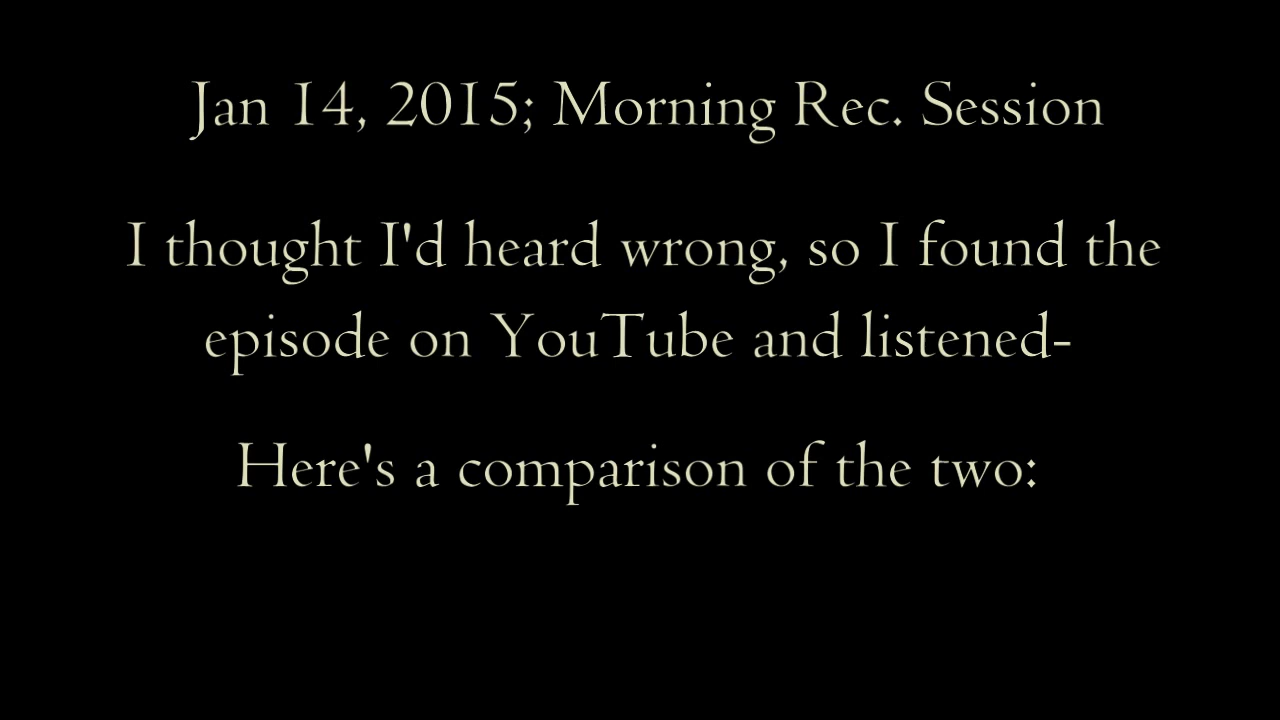 Jan 14, 2015; Morning Rec. Session
I thought I'd heard wrong, so I found the
episode on YouTube and listened-
Here's a comparison of the two: